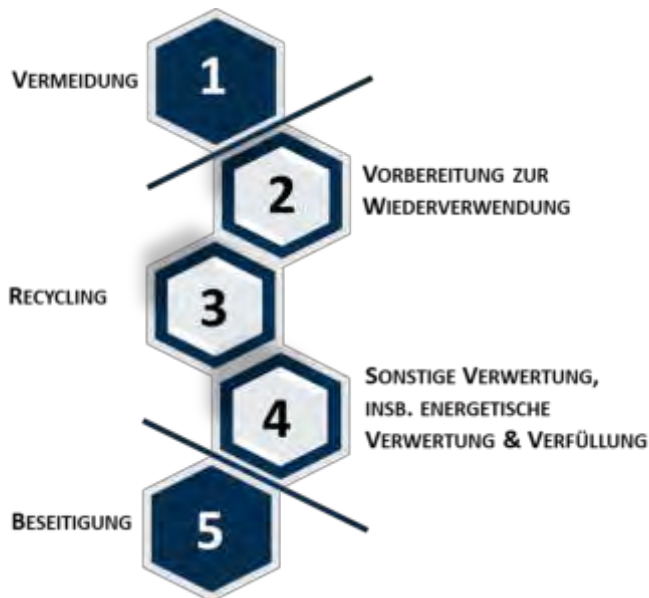 VERMEIDUNG
1
2
VORBEREITUNG ZUR
WIEDERVERWENDUNG
RECYCLING
3
4
SONSTIGE VERWERTUNG,
INSB. ENERGETISCHE
VERWERTUNG & VERFÜLLUNG
BESEITIGUNG
5